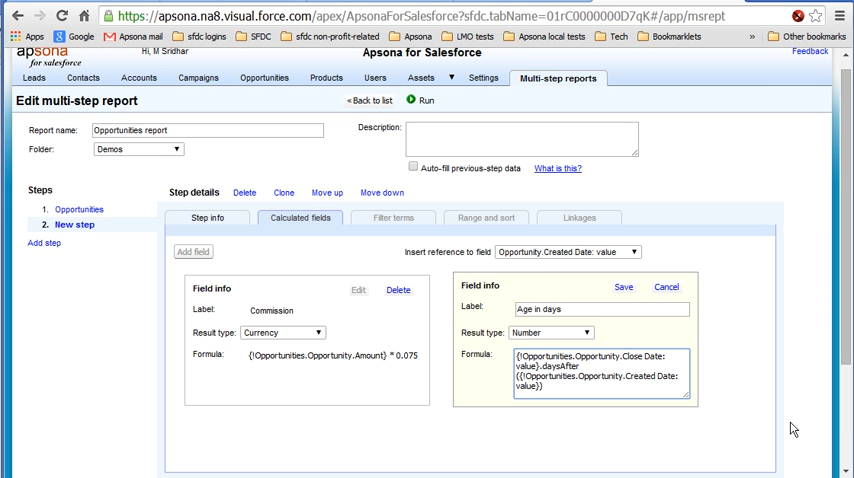 https://apsona.na8.visual.force.com/apex/ApsonaForSalesforce?sfdc.tabName=01rC0000000D7qK#/app/msrept
Apps Google Apsona mail sfdc logins SFDC sfdc non-profit-related Apsona LMO tests Apsona local tests Tech Bookmarklets » Other bookmarks
apsona
for salesforce
Hi, M Sridhar
Apsona for Salesforce
Feedback
Leads Contacts Accounts Campaigns Opportunities Products Users Assets Settings Multi-step reports
Edit multi-step report
« Back to list Run
Report name: Opportunities report
Description:
Folder: Demos
Auto-fill previous-step data What is this?
Steps
1. Opportunities
2. New step
Add step
Step details Delete Clone Move up Move down
Step info Calculated fields Filter terms Range and sort Linkages
Add field
Insert reference to field Opportunity.Created Date: value
Field info Edit Delete
Label: Commission
Result type: Currency
Formula: {!Opportunities.Opportunity.Amount} * 0.075
Field info Save Cancel
Label: Age in days
Result type: Number
Formula: {!Opportunities.Opportunity.Close Date:
value}.daysAfter
({!Opportunities.Opportunity.Created Date:
value})